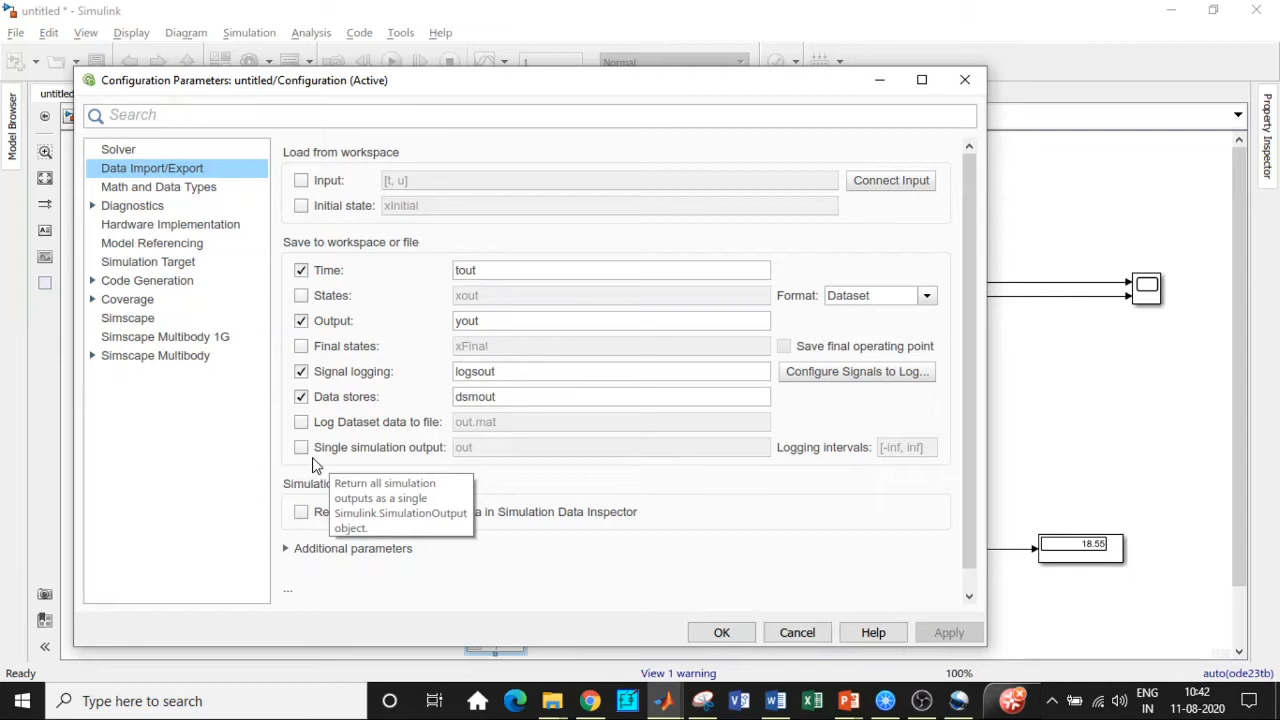 untitled * - Simulink
File Edit View Display Diagram Simulation Analysis Code Tools Help
1
Normal
Configuration Parameters: untitled/Configuration (Active)
untitled
Search
Model Browser
Property Inspector
Solver
Data Import/Export
Math and Data Types
Diagnostics
Hardware Implementation
Model Referencing
Simulation Target
Code Generation
Coverage
Simscape
Simscape Multibody 1G
Simscape Multibody
Load from workspace
Input: [t, u] Connect Input
Initial state: xInitial
Save to workspace or file
Time: tout
States: xout Format: Dataset
Output: yout
Final states: xFinal Save final operating point
Signal logging: logsout Configure Signals to Log...
Data stores: dsmout
Log Dataset data to file: out.mat
Single simulation output: out Logging intervals: [-inf, inf]
Return all simulation
outputs as a single
Simulink.SimulationOutput
object.
in Simulation Data Inspector
Additional parameters
...
OK Cancel Help Apply
18.55
Ready View 1 warning 100% auto(ode23tb)
Type here to search
ENG
IN
10:42
11-08-2020